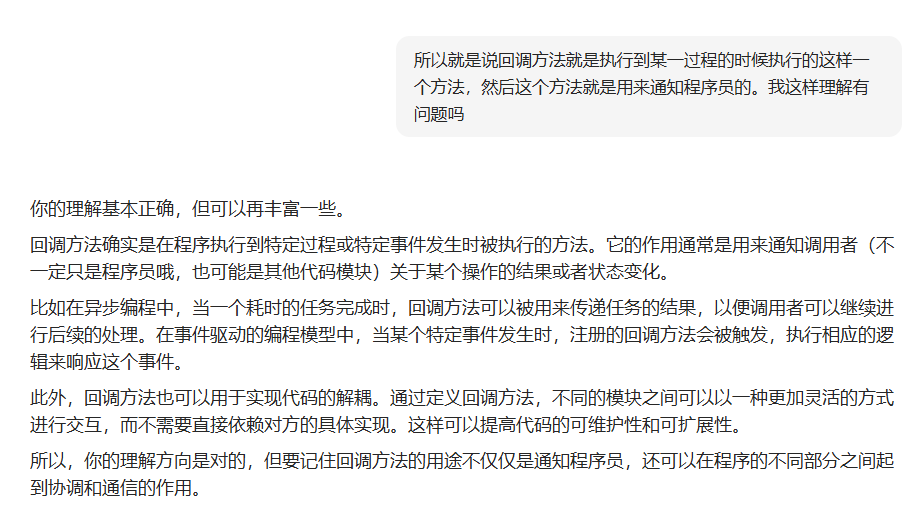 所以就是说回调方法就是执行到某一过程的时候执行的这样一
个方法，然后这个方法就是用来通知程序员的。我这样理解有
问题吗
你的理解基本正确，但可以再丰富一些。
回调方法确实是在程序执行到特定过程或特定事件发生时被执行的方法。它的作用通常是用来通知调用者（不
一定只是程序员哦，也可能是其他代码模块）关于某个操作的结果或者状态变化。
比如在异步编程中，当一个耗时的任务完成时，回调方法可以被用来传递任务的结果，以便调用者可以继续进
行后续的处理。在事件驱动的编程模型中，当某个特定事件发生时，注册的回调方法会被触发，执行相应的逻
辑来响应这个事件。
此外，回调方法也可以用于实现代码的解耦。通过定义回调方法，不同的模块之间可以以一种更加灵活的方式
进行交互，而不需要直接依赖对方的具体实现。这样可以提高代码的可维护性和可扩展性。
所以，你的理解方向是对的，但要记住回调方法的用途不仅仅是通知程序员，还可以在程序的不同部分之间起
到协调和通信的作用。